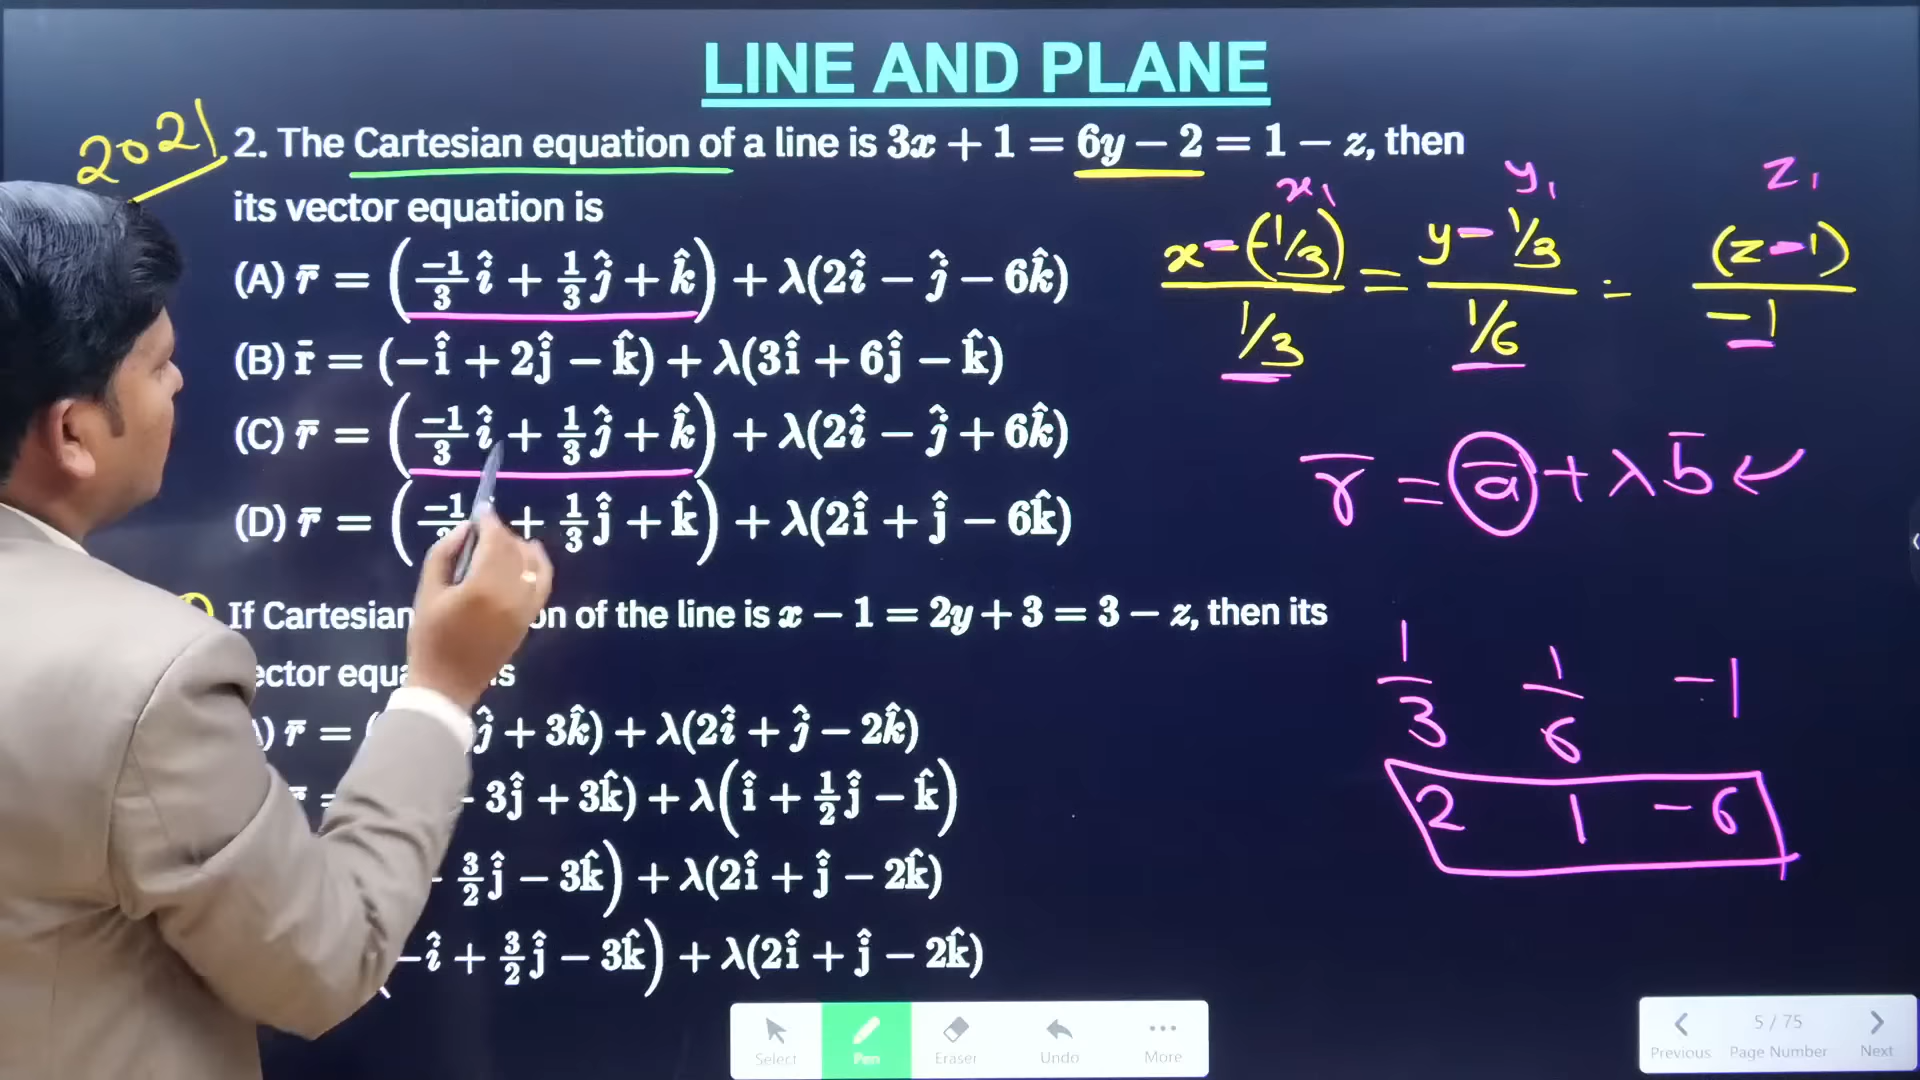 LINE AND PLANE
2021
2. The Cartesian equation of a line is 3x + 1 = 6y − 2 = 1 − z, then
its vector equation is
(A) r̄ = (−1/3 î + 1/3 ĵ + k̂) + λ(2î − ĵ − 6k̂)
(B) r̄ = (−î + 2ĵ − k̂) + λ(3î + 6ĵ − k̂)
(C) r̄ = (−1/3 î + 1/3 ĵ + k̂) + λ(2î − ĵ + 6k̂)
(D) r̄ = (−1/ + 1/3 ĵ + k̂) + λ(2î + ĵ − 6k̂)
x₁ y₁ z₁
x − (−1/3) / 1/3 = y − 1/3 / 1/6 = (z − 1) / −1
r̄ = ā + λb̄
If Cartesian on of the line is x − 1 = 2y + 3 = 3 − z, then its
ector equa s
) r̄ = ( ĵ + 3k̂) + λ(2î + ĵ − 2k̂)
= − 3ĵ + 3k̂) + λ(î + 1/2 ĵ − k̂)
− 3/2 ĵ − 3k̂) + λ(2î + ĵ − 2k̂)
−î + 3/2 ĵ − 3k̂) + λ(2î + ĵ − 2k̂)
1/3 1/6 −1
2 1 −6
Select Pen Eraser Undo More
5 / 75
Previous Page Number Next